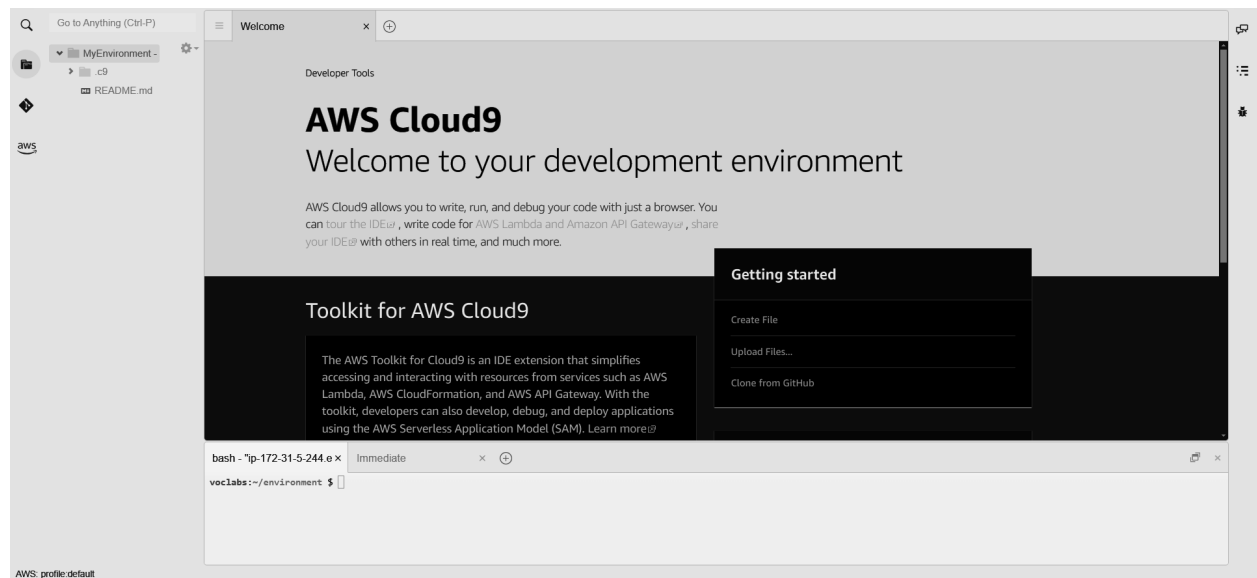 Go to Anything (Ctrl-P)
MyEnvironment -
.c9
README.md
aws
Welcome
Developer Tools
AWS Cloud9
Welcome to your development environment
AWS Cloud9 allows you to write, run, and debug your code with just a browser. You
can tour the IDE , write code for AWS Lambda and Amazon API Gateway , share
your IDE with others in real time, and much more.
Getting started
Create File
Upload Files...
Clone from GitHub
Toolkit for AWS Cloud9
The AWS Toolkit for Cloud9 is an IDE extension that simplifies
accessing and interacting with resources from services such as AWS
Lambda, AWS CloudFormation, and AWS API Gateway. With the
toolkit, developers can also develop, debug, and deploy applications
using the AWS Serverless Application Model (SAM). Learn more
bash - "ip-172-31-5-244.e × Immediate ×
voclabs:~/environment $
AWS: profile:default